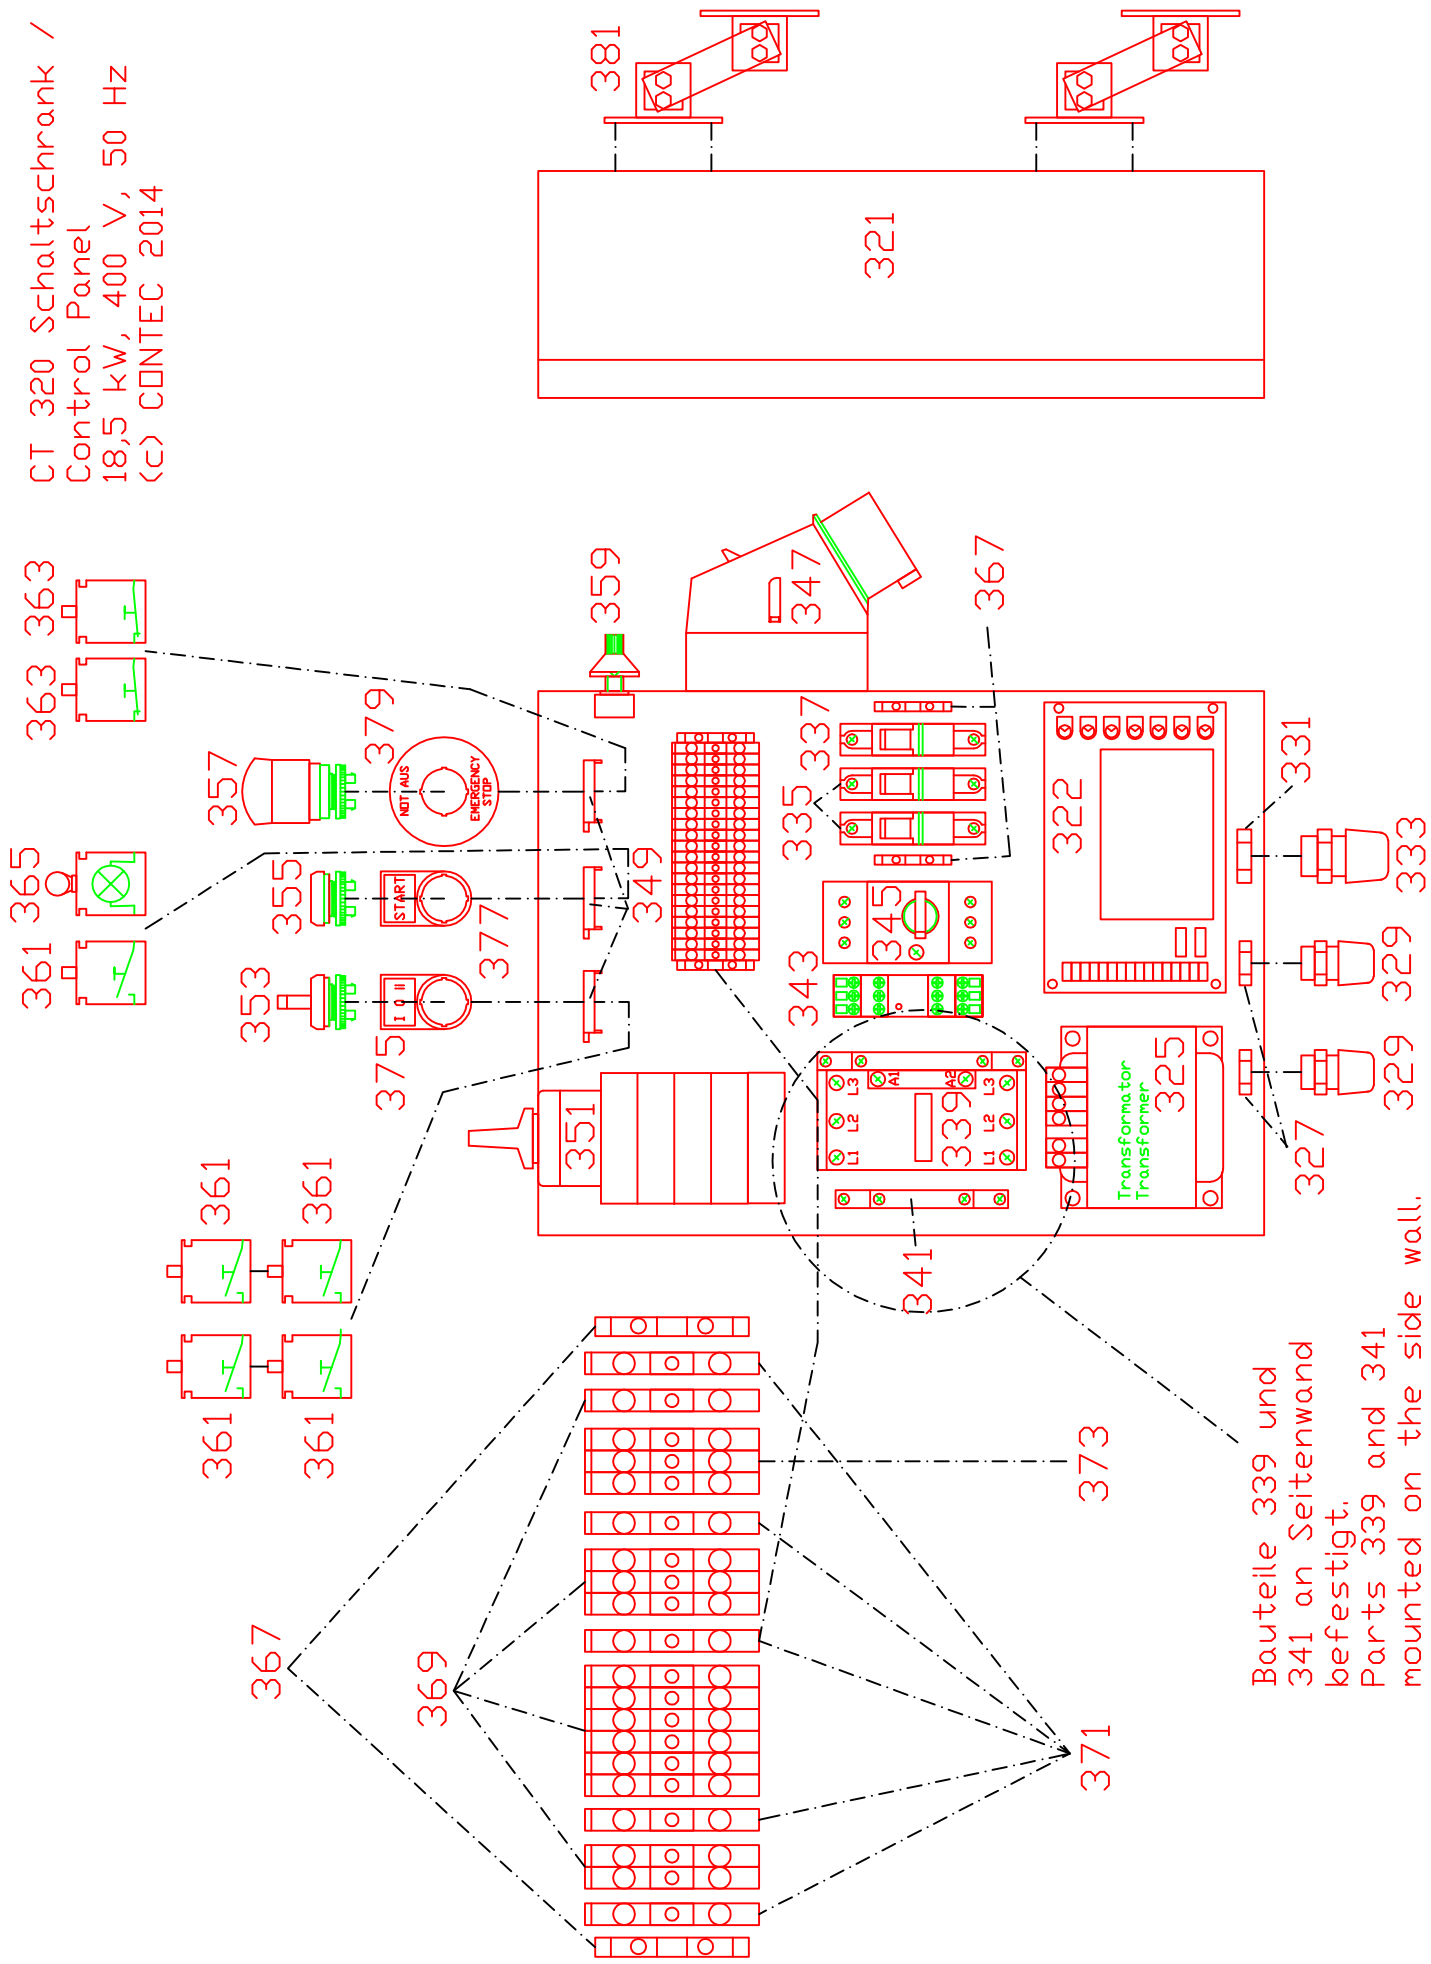 CT 320 Schaltschrank /
Control Panel
18,5 kW, 400 V, 50 Hz
(c) CONTEC 2014
363
363
365
361
357
379
355
377
353
375
361
361
361
361
359
349
351
381
321
347
367
337
335
345
343
L3
L2
L1
A1
A2
339
L3
L2
L1
341
322
Transformator
Transformer
325
331
333
329
329
327
NOT AUS
EMERGENCY
STOP
START
I O II
367
369
373
371
Bauteile 339 und
341 an Seitenwand
befestigt.
Parts 339 and 341
mounted on the side wall.